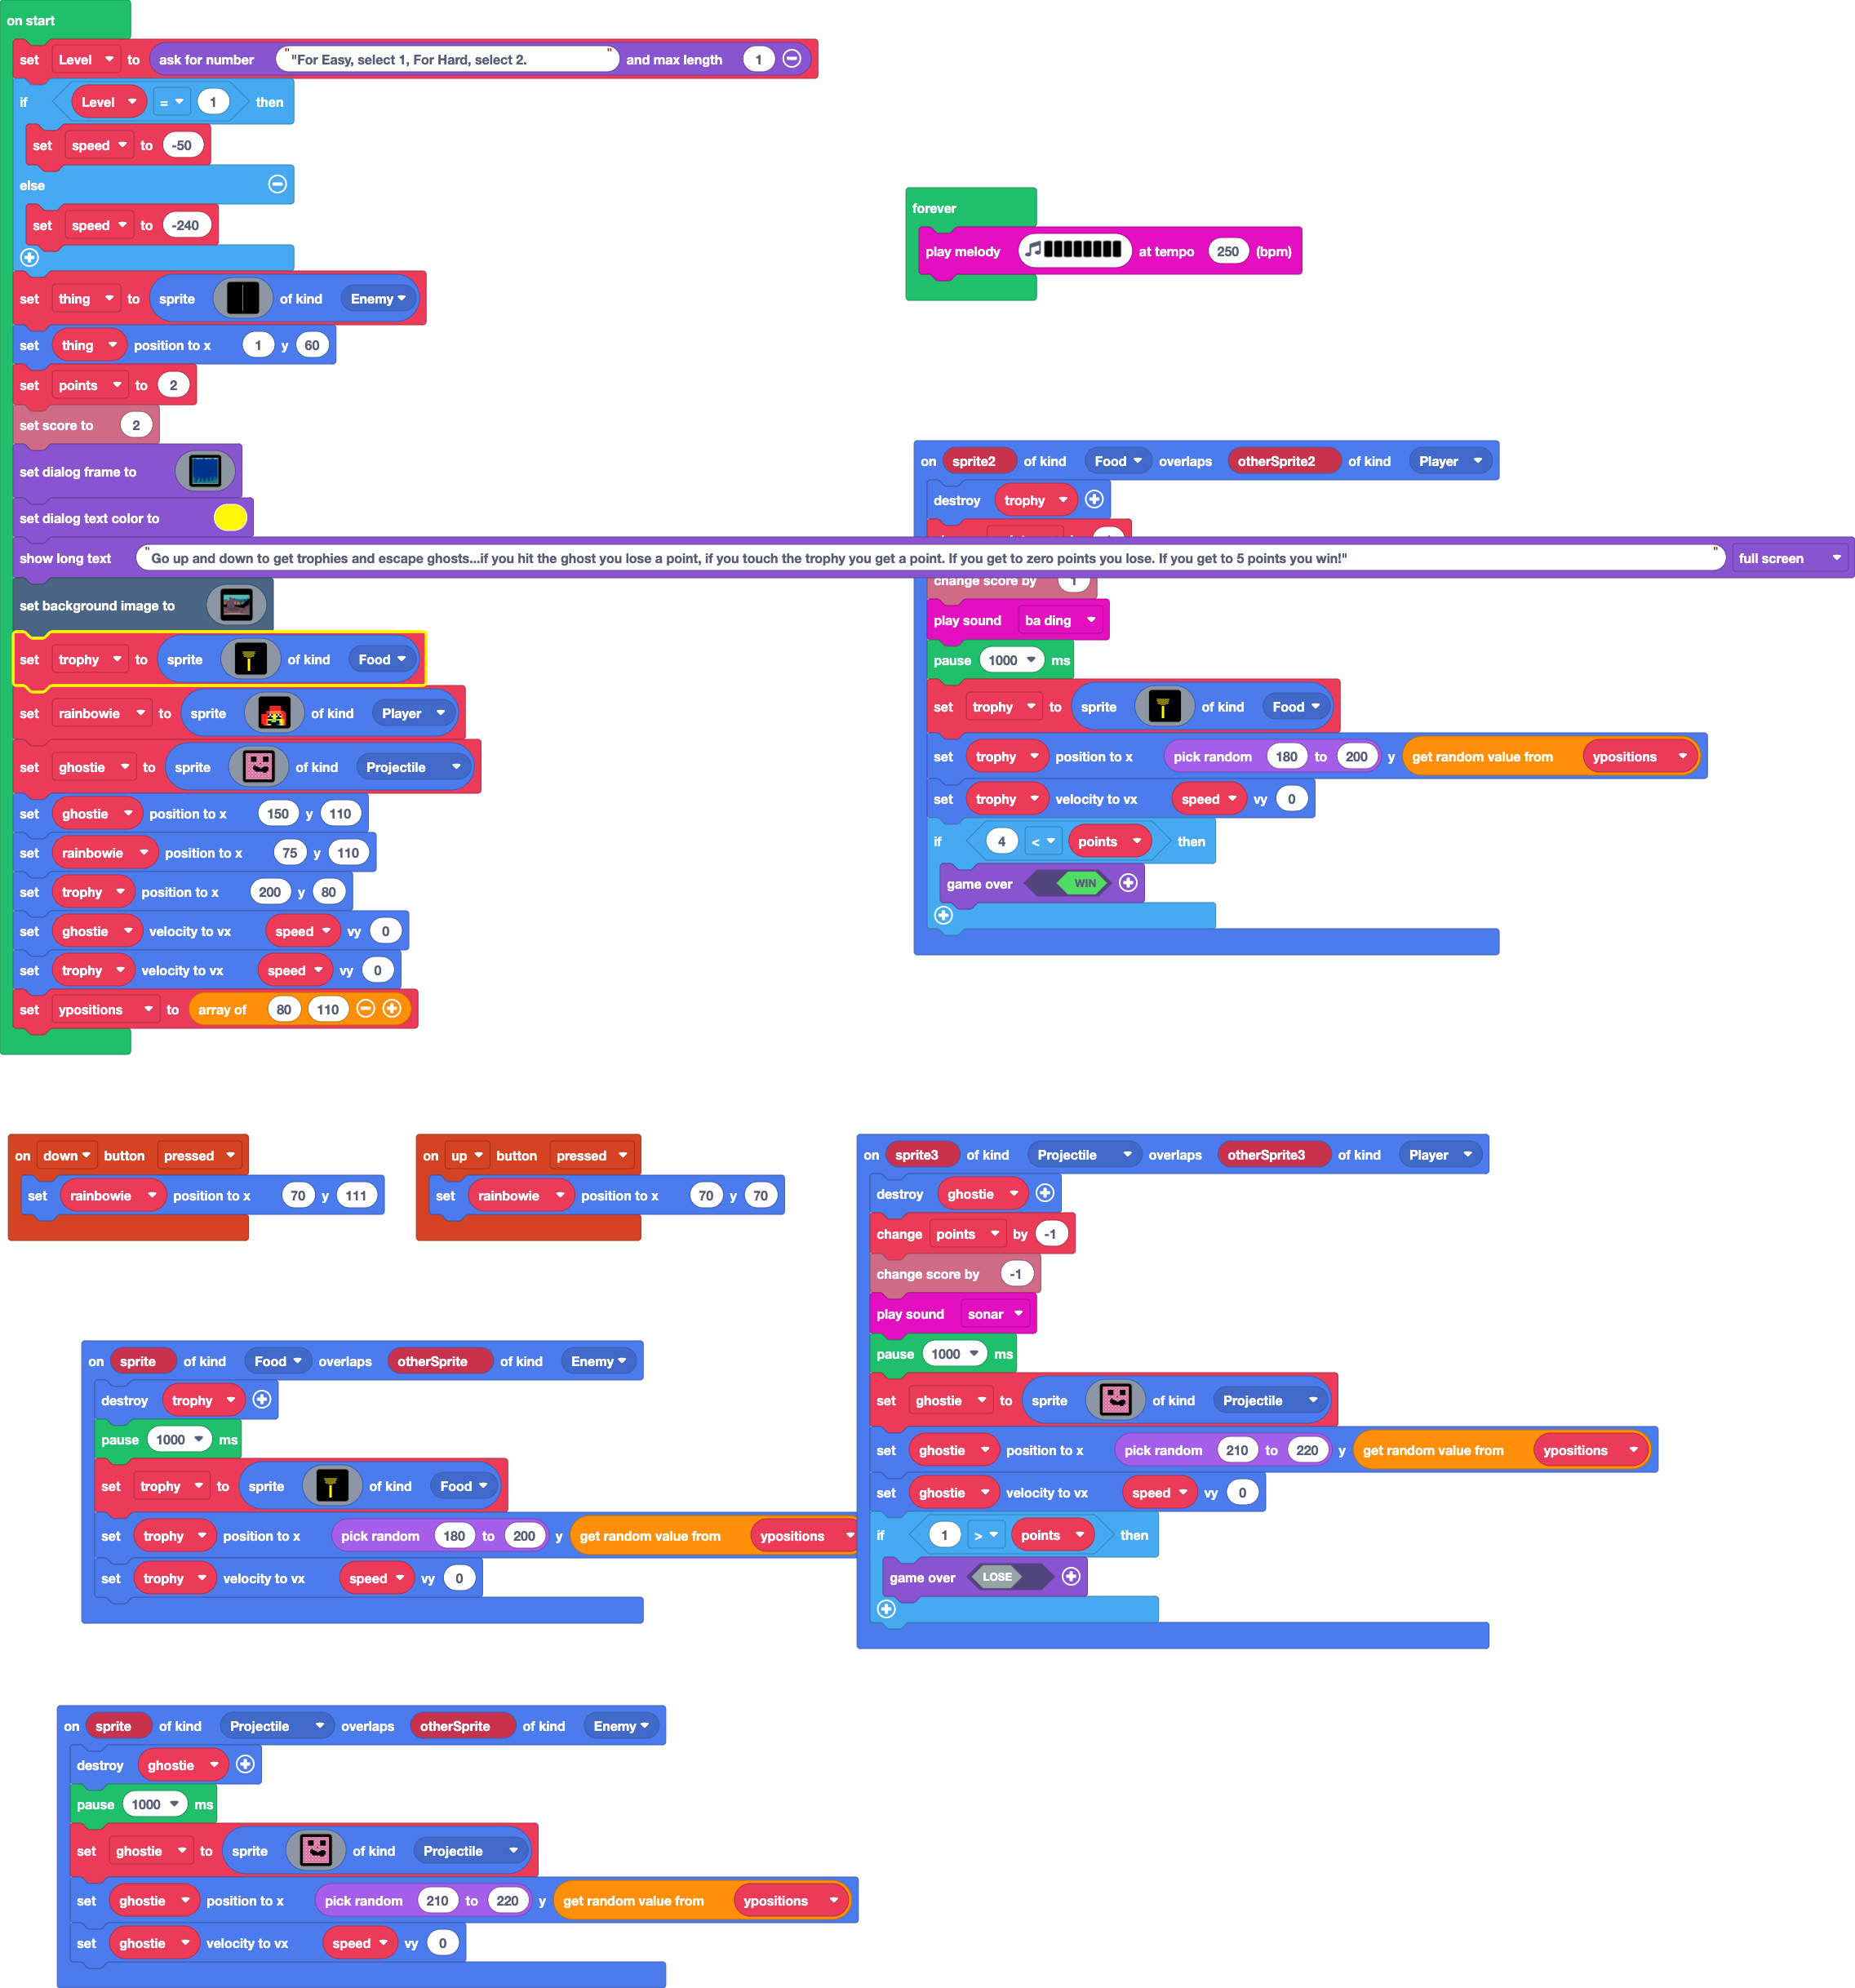 on start
set Level to ask for number " "For Easy, select 1, For Hard, select 2. " and max length 1
if Level = 1 then
set speed to -50
else
set speed to -240
set thing to sprite of kind Enemy
set thing position to x 1 y 60
set points to 2
set score to 2
set dialog frame to
set dialog text color to
show long text " Go up and down to get trophies and escape ghosts...if you hit the ghost you lose a point, if you touch the trophy you get a point. If you get to zero points you lose. If you get to 5 points you win!" " full screen
set background image to
set trophy to sprite of kind Food
set rainbowie to sprite of kind Player
set ghostie to sprite of kind Projectile
set ghostie position to x 150 y 110
set rainbowie position to x 75 y 110
set trophy position to x 200 y 80
set ghostie velocity to vx speed vy 0
set trophy velocity to vx speed vy 0
set ypositions to array of 80 110
forever
play melody at tempo 250 (bpm)
on sprite2 of kind Food overlaps otherSprite2 of kind Player
destroy trophy
change score by 1
play sound ba ding
pause 1000 ms
set trophy to sprite of kind Food
set trophy position to x pick random 180 to 200 y get random value from ypositions
set trophy velocity to vx speed vy 0
if 4 < points then
game over WIN
on down button pressed
set rainbowie position to x 70 y 111
on up button pressed
set rainbowie position to x 70 y 70
on sprite3 of kind Projectile overlaps otherSprite3 of kind Player
destroy ghostie
change points by -1
change score by -1
play sound sonar
pause 1000 ms
set ghostie to sprite of kind Projectile
set ghostie position to x pick random 210 to 220 y get random value from ypositions
set ghostie velocity to vx speed vy 0
if 1 > points then
game over LOSE
on sprite of kind Food overlaps otherSprite of kind Enemy
destroy trophy
pause 1000 ms
set trophy to sprite of kind Food
set trophy position to x pick random 180 to 200 y get random value from ypositions
set trophy velocity to vx speed vy 0
on sprite of kind Projectile overlaps otherSprite of kind Enemy
destroy ghostie
pause 1000 ms
set ghostie to sprite of kind Projectile
set ghostie position to x pick random 210 to 220 y get random value from ypositions
set ghostie velocity to vx speed vy 0